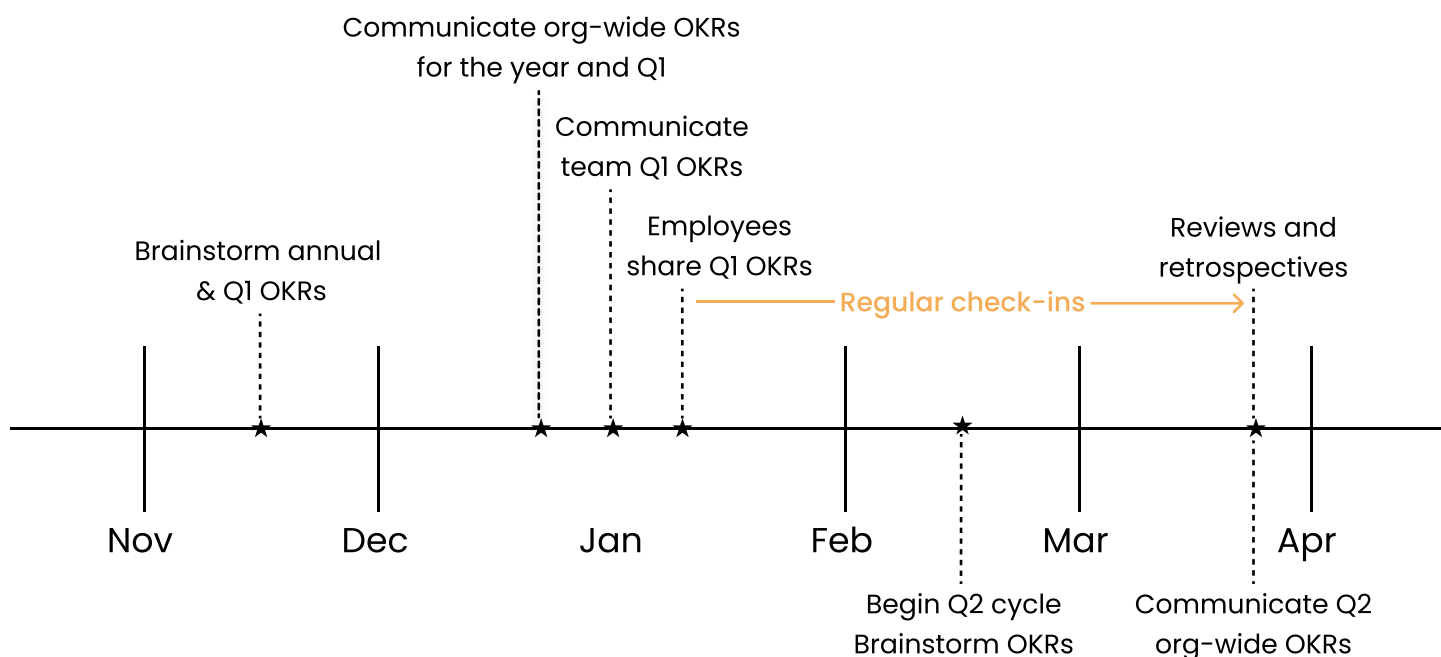 Communicate org-wide OKRs
for the year and Q1
Communicate
team Q1 OKRs
Employees
share Q1 OKRs
Brainstorm annual
& Q1 OKRs
Reviews and
retrospectives
Regular check-ins
Nov
Dec
Jan
Feb
Mar
Apr
Begin Q2 cycle
Brainstorm OKRs
Communicate Q2
org-wide OKRs